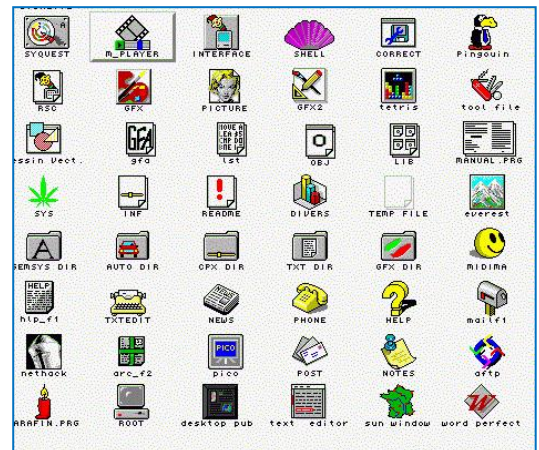 SYQUEST M_PLAYER INTERFACE SHELL CORRECT Pingouin
RSC GFX PICTURE GFX2 tetris tool file
essin Vect. gfa lst OBJ LIB MANUAL.PRG
SYS INF README DIVERS TEMP FILE everest
GEMSYS DIR AUTO DIR CPX DIR TXT DIR GFX DIR MIDIMA
HELP
hlp_f1 TXTEDIT NEWS PHONE HELP mailf1
PICO
nethack arc_f2 pico POST NOTES aftp
ARAFIN.PRG ROOT desktop pub text editor sun window word perfect